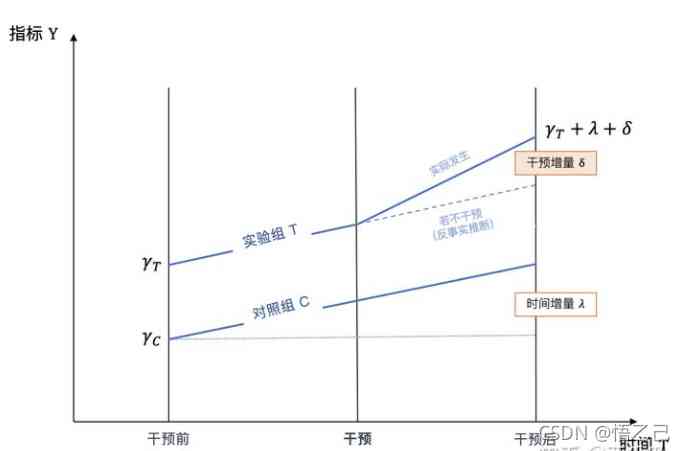 指标 Y
γT + λ + δ
实际发生
干预增量 δ
若不干预
（反事实推断）
实验组 T
γT
对照组 C
时间增量 λ
γC
干预前
干预
干预后
CSDN @悟乙己
时间 T